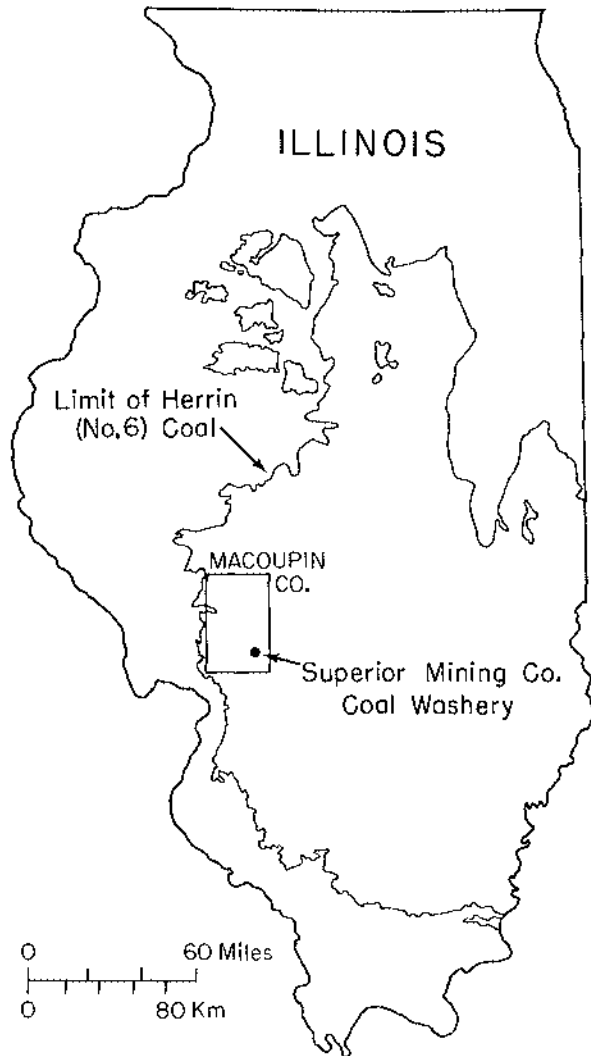 ILLINOIS
Limit of Herrin
(No.6) Coal
MACOUPIN
CO.
Superior Mining Co.
Coal Washery
0 60 Miles
0 80 Km